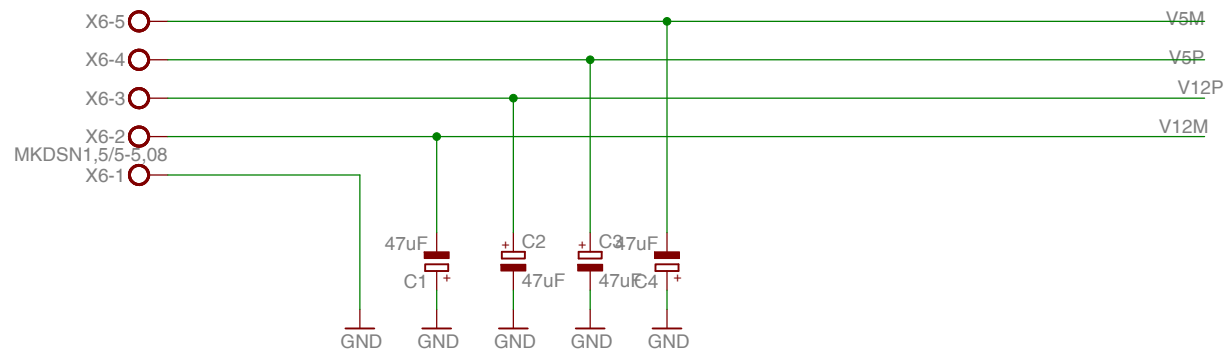 X6-5
V5M
X6-4
V5P
X6-3
V12P
X6-2
V12M
MKDSN1,5/5-5,08
X6-1
47uF
C2
C3
47uF
C1
+
+
+
+
47uF
47uF
C4
GND
GND
GND
GND
GND